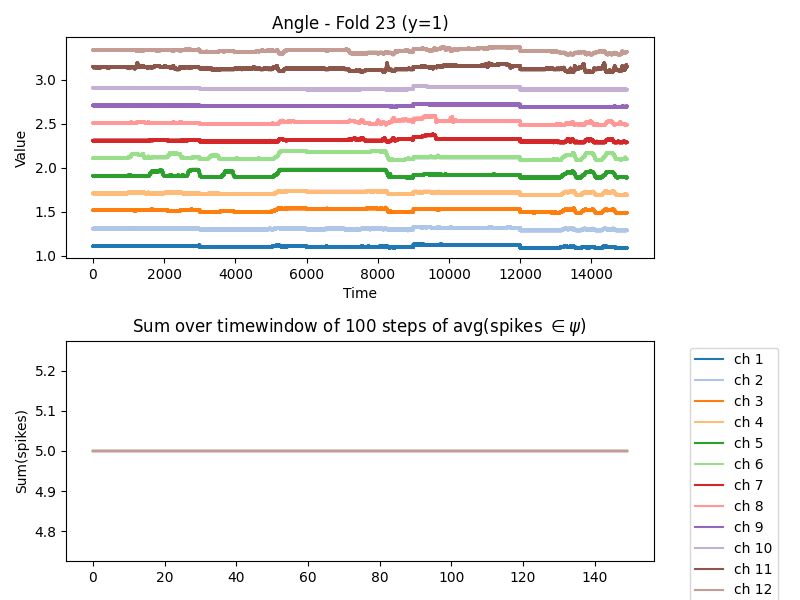 Angle - Fold 23 (y=1)
Value
3.0
2.5
2.0
1.5
1.0
0 2000 4000 6000 8000 10000 12000 14000
Time
Sum over timewindow of 100 steps of avg(spikes ∈ψ)
Sum(spikes)
5.2
5.1
5.0
4.9
4.8
0 20 40 60 80 100 120 140
ch 1
ch 2
ch 3
ch 4
ch 5
ch 6
ch 7
ch 8
ch 9
ch 10
ch 11
ch 12